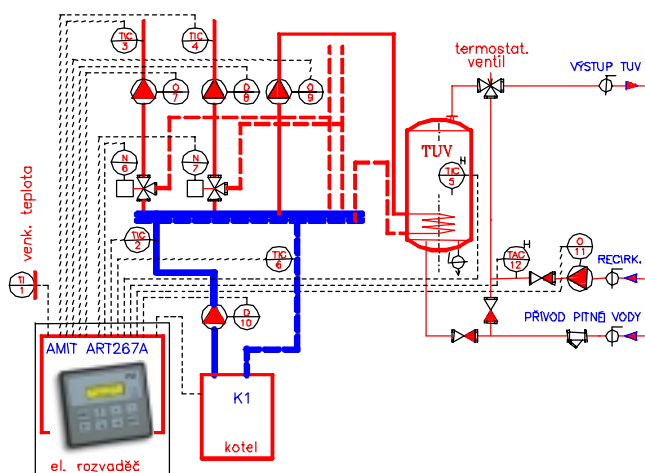 TIC 3
TIC 4
termostat. ventil
VÝSTUP TUV
O 7
O 8
O 9
TUV
N 6
N 7
TIC 5
H
venk. teplata
TIC 2
TIC 6
TAC 12
H
O 11
RECIRK.
TI 1
D 10
PŘÍVOD PITNÉ VODY
AMIT ART267A
K1
kotel
el. rozvaděč